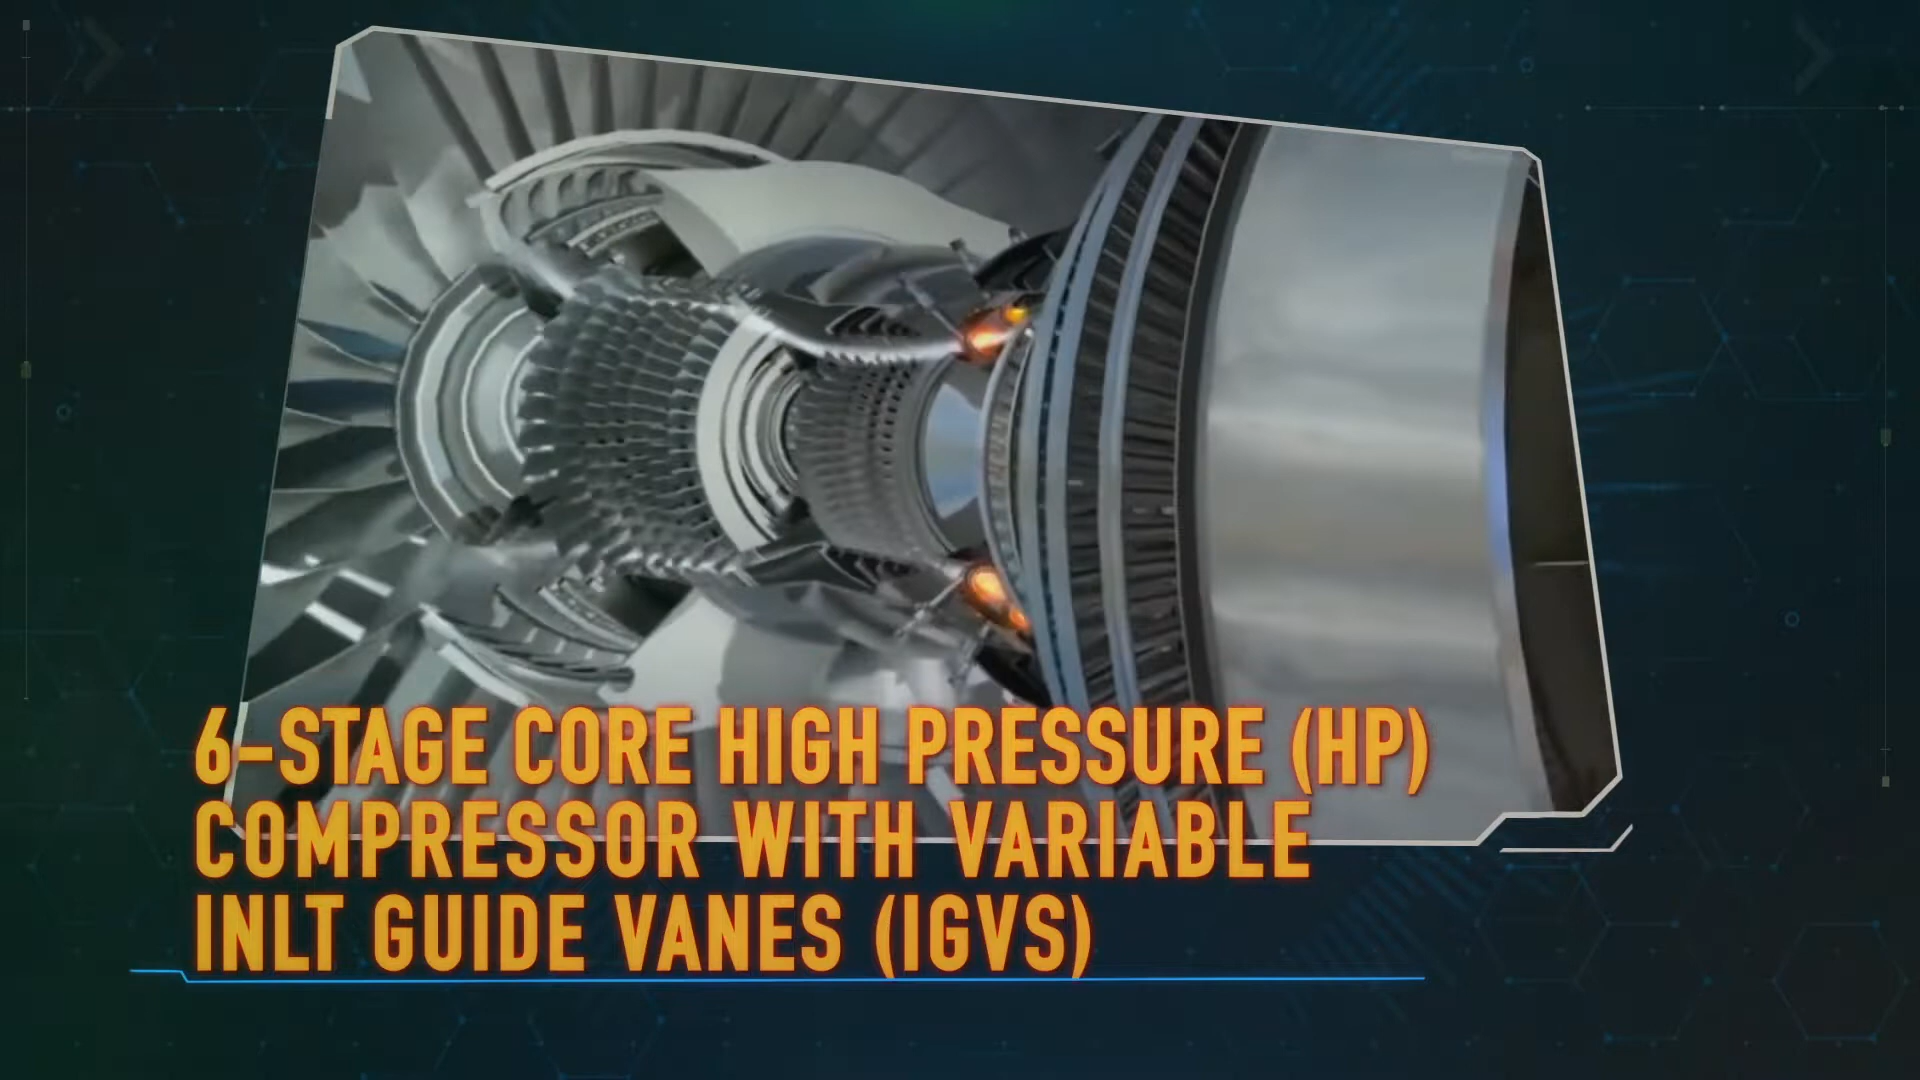 6-STAGE CORE HIGH PRESSURE (HP)
COMPRESSOR WITH VARIABLE
INLT GUIDE VANES (IGVS)